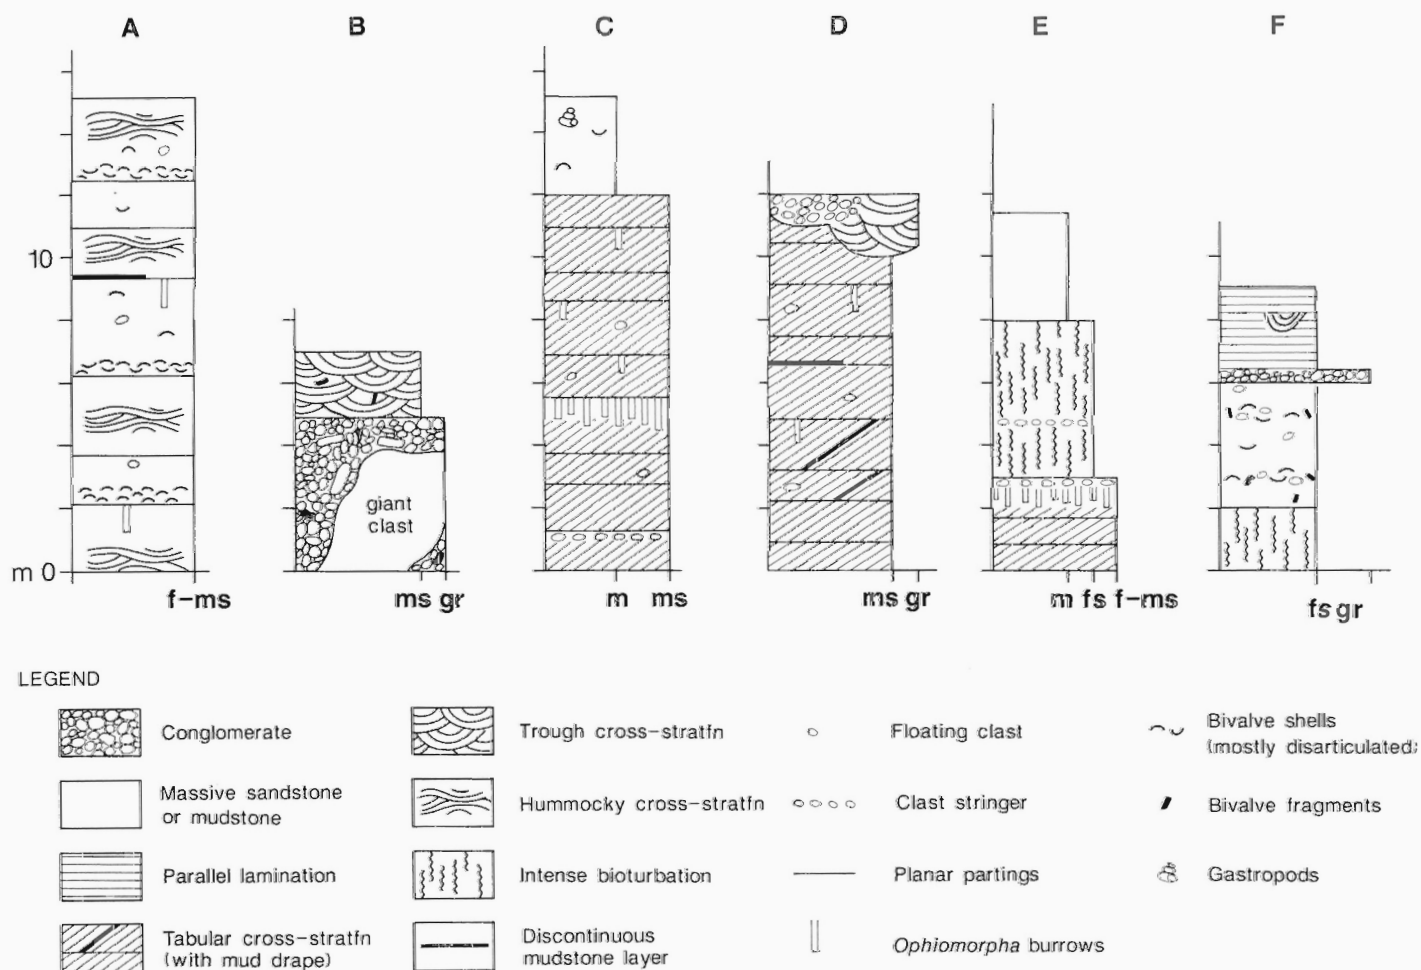 A B C D E F
10
giant
clast
m 0
f-ms ms gr m ms ms gr m fs f-ms fs gr
LEGEND
Conglomerate
Trough cross-stratfn
Floating clast
Bivalve shells
(mostly disarticulated)
Massive sandstone
or mudstone
Hummocky cross-stratfn
Clast stringer
Bivalve fragments
Parallel lamination
Intense bioturbation
Planar partings
Gastropods
Tabular cross-stratfn
(with mud drape)
Discontinuous
mudstone layer
Ophiomorpha burrows